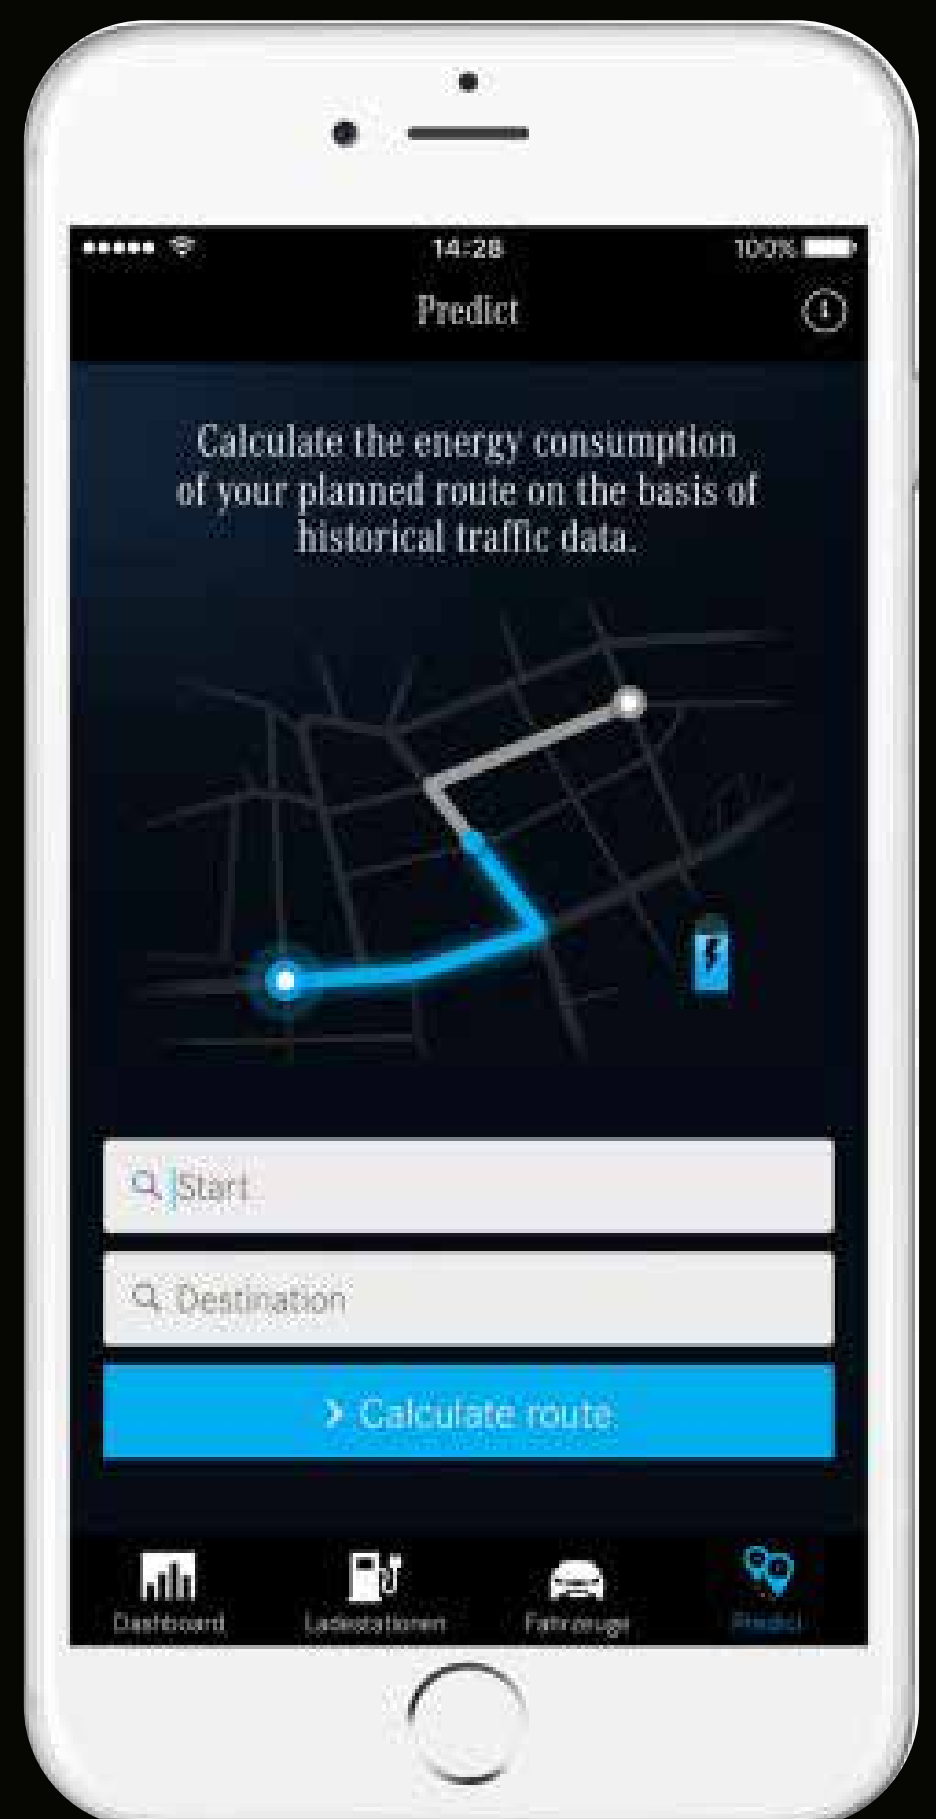 14:28
100%
Predict
Calculate the energy consumption
of your planned route on the basis of
historical traffic data.
Start
Destination
Calculate route
Dashboard
Ladestationen
Fahrzeuge
Predict